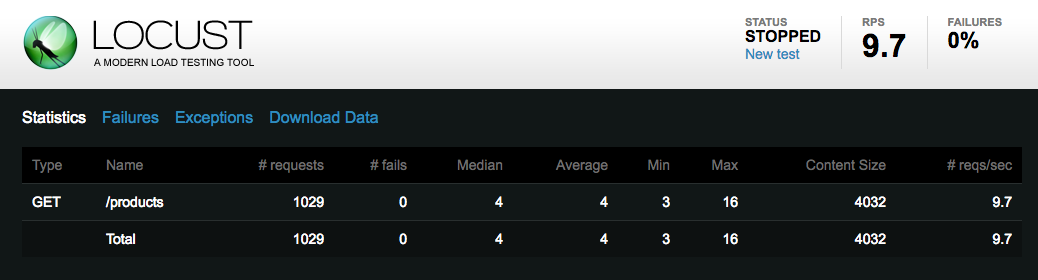 LOCUST
A MODERN LOAD TESTING TOOL
STATUS
STOPPED
New test
RPS
9.7
FAILURES
0%
Statistics Failures Exceptions Download Data
Type Name # requests # fails Median Average Min Max Content Size # reqs/sec
GET /products 1029 0 4 4 3 16 4032 9.7
Total 1029 0 4 4 3 16 4032 9.7